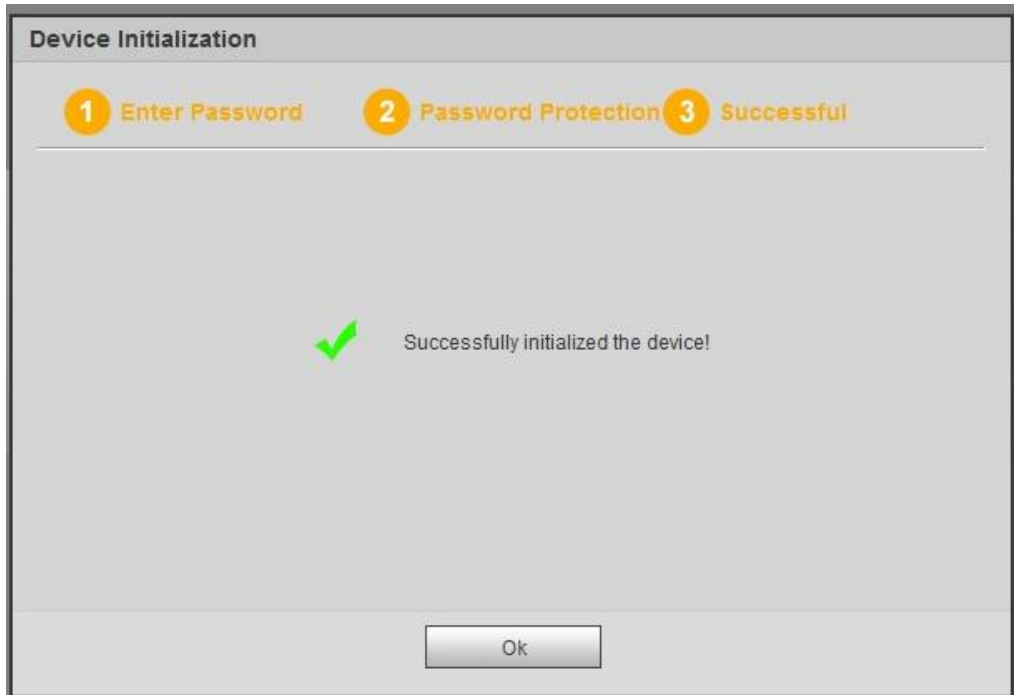 Device Initialization
1 Enter Password 2 Password Protection 3 Successful
Successfully initialized the device!
Ok